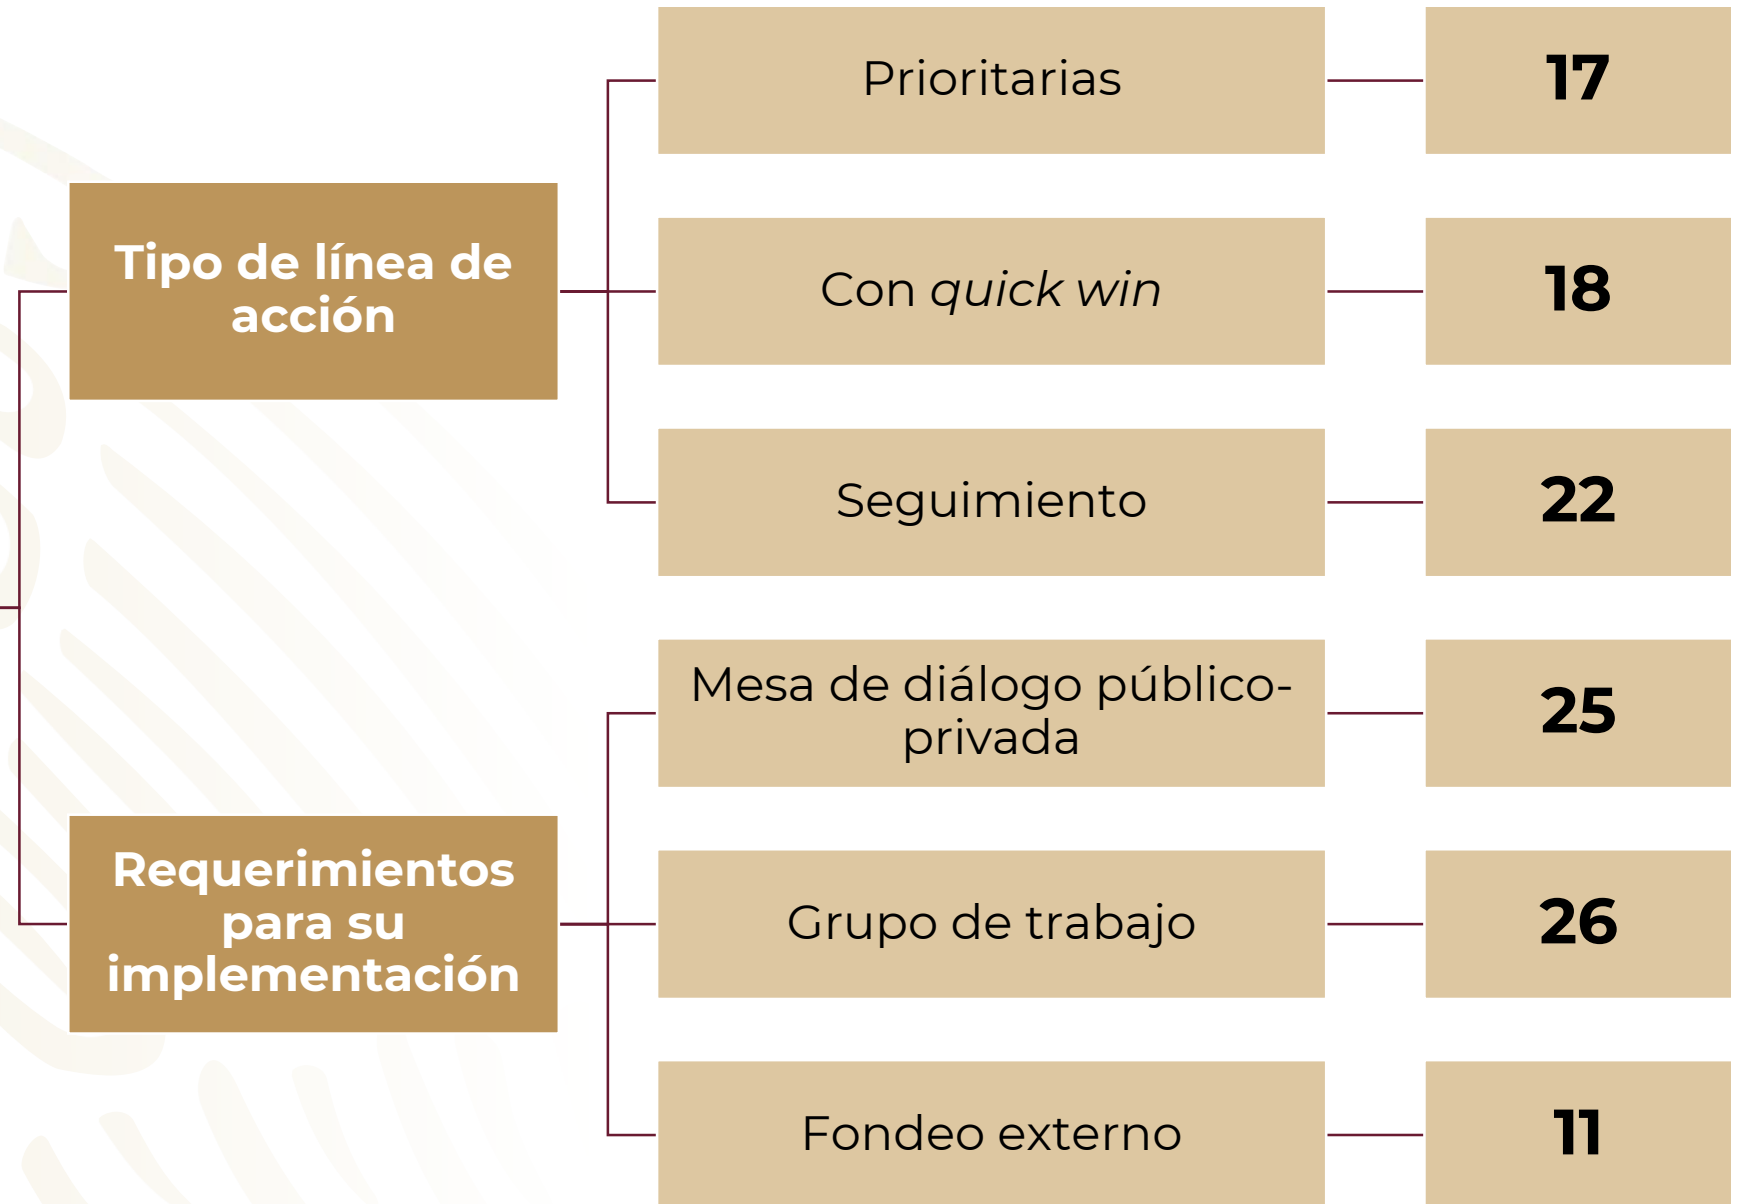 Tipo de línea de
acción
Prioritarias
17
Con quick win
18
Seguimiento
22
Requerimientos
para su
implementación
Mesa de diálogo público-
privada
25
Grupo de trabajo
26
Fondeo externo
11